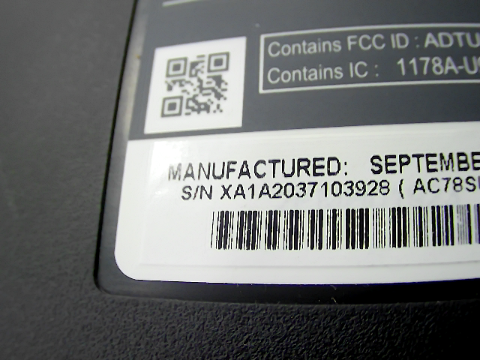 Contains FCC ID : ADTU
Contains IC : 1178A-U
MANUFACTURED: SEPTEMBE
S/N XA1A2037103928 ( AC78S